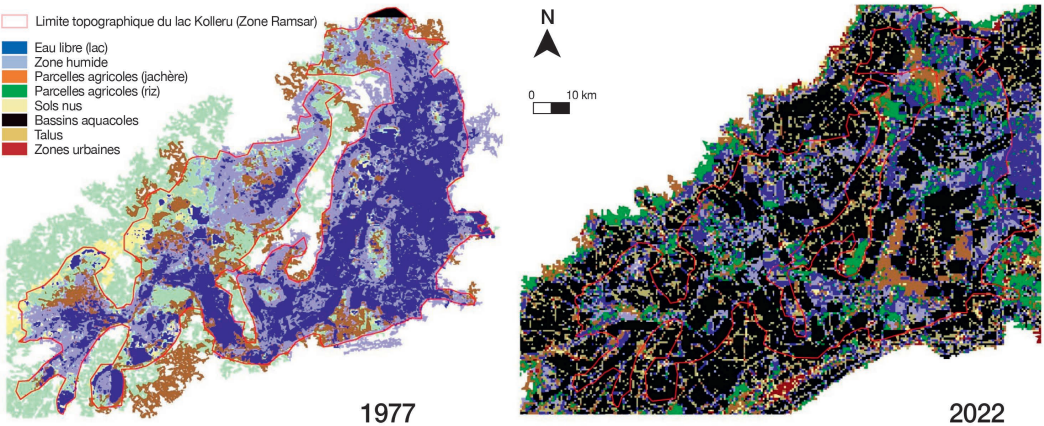 Limite topographique du lac Kolleru (Zone Ramsar)
Eau libre (lac)
Zone humide
Parcelles agricoles (jachère)
Parcelles agricoles (riz)
Sols nus
Bassins aquacoles
Talus
Zones urbaines
N
0 10 km
1977
2022